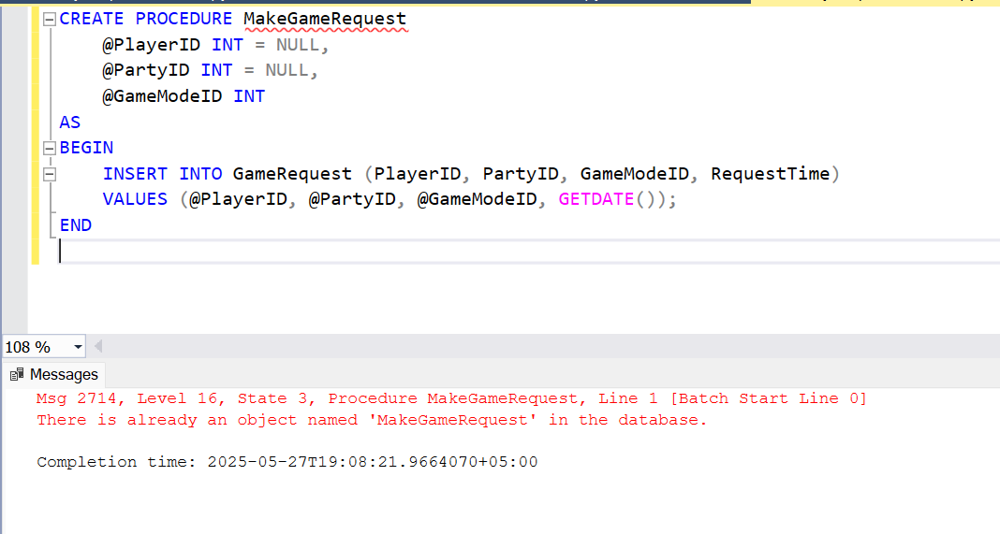 CREATE PROCEDURE MakeGameRequest
@PlayerID INT = NULL,
@PartyID INT = NULL,
@GameModeID INT
AS
BEGIN
INSERT INTO GameRequest (PlayerID, PartyID, GameModeID, RequestTime)
VALUES (@PlayerID, @PartyID, @GameModeID, GETDATE());
END
108 %
Messages
Msg 2714, Level 16, State 3, Procedure MakeGameRequest, Line 1 [Batch Start Line 0]
There is already an object named 'MakeGameRequest' in the database.
Completion time: 2025-05-27T19:08:21.9664070+05:00